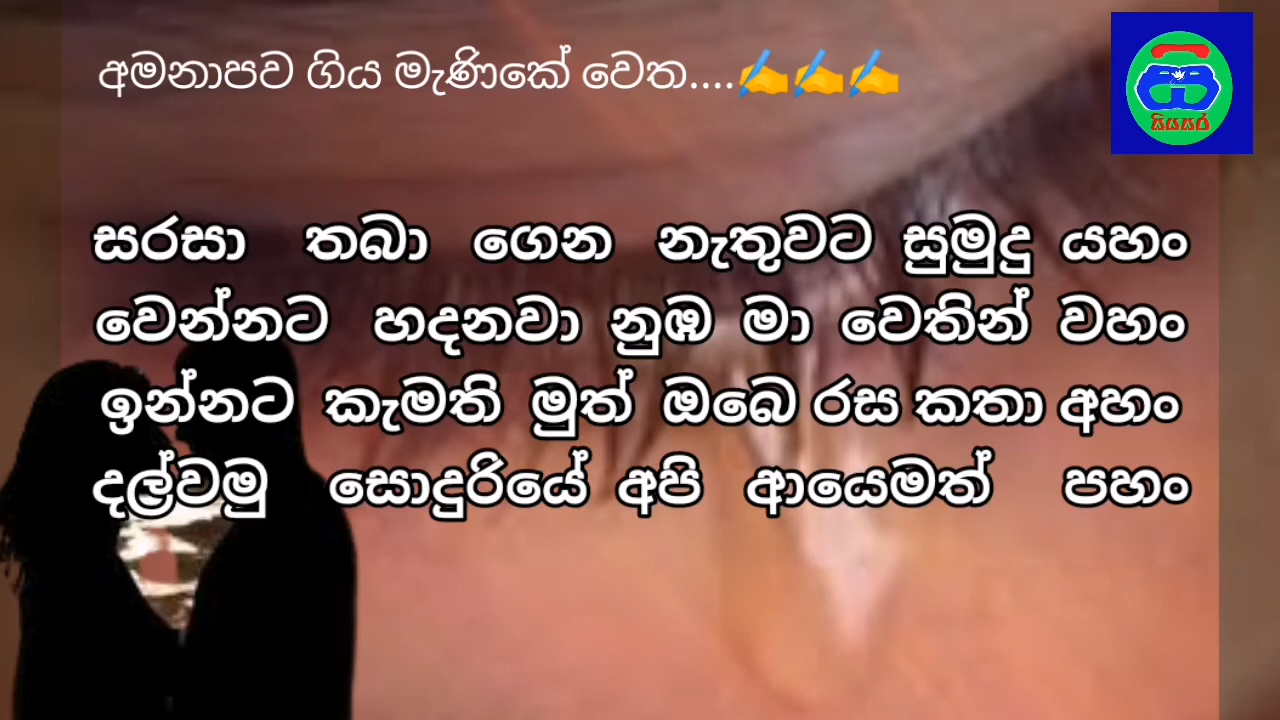 අමනාපව ගිය මැණිකේ වෙත....✍️✍️✍️
සියසර
සරසා තබා ගෙන නැතුවට සුමුදු යහං
වෙන්නට හදනවා නුඹ මා වෙතින් වහං
ඉන්නට කැමති මුත් ඔබෙ රස කතා අහං
දල්වමු සොදුරියේ අපි ආයෙමත් පහං